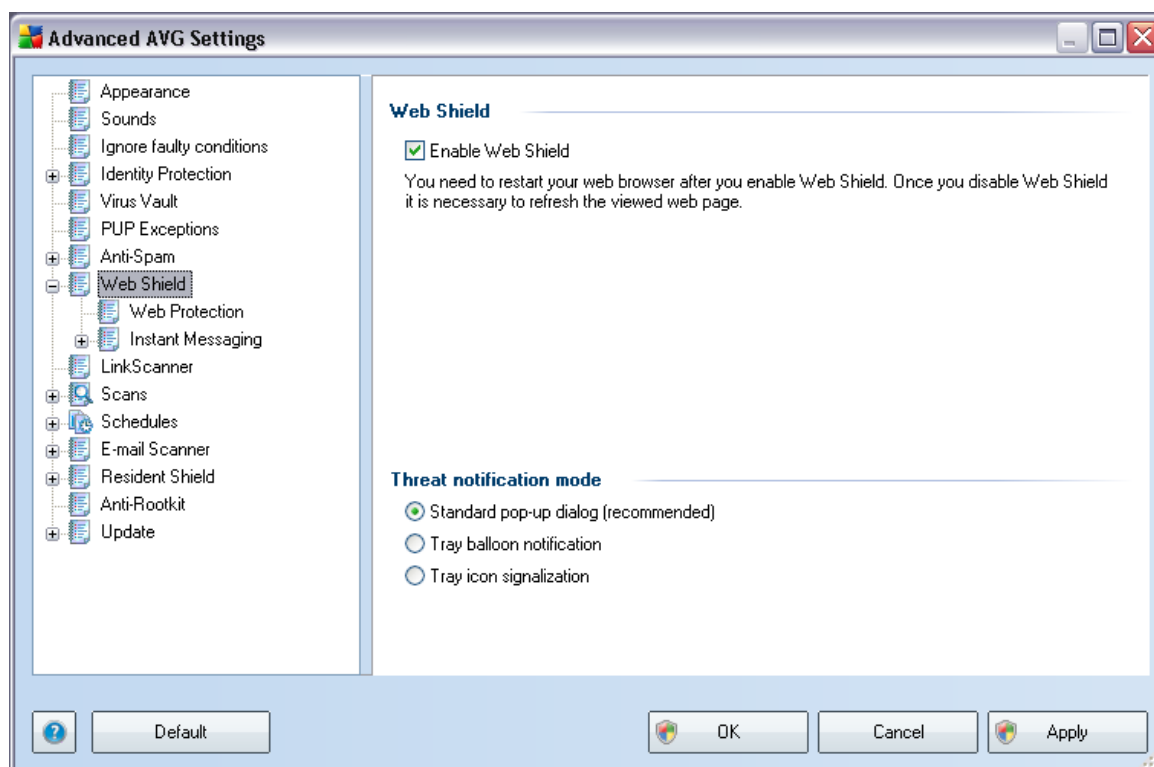 Advanced AVG Settings
Appearance
Sounds
Ignore faulty conditions
Identity Protection
Virus Vault
PUP Exceptions
Anti-Spam
Web Shield
Web Protection
Instant Messaging
LinkScanner
Scans
Schedules
E-mail Scanner
Resident Shield
Anti-Rootkit
Update
Web Shield
Enable Web Shield
You need to restart your web browser after you enable Web Shield. Once you disable Web Shield
it is necessary to refresh the viewed web page.
Threat notification mode
Standard pop-up dialog (recommended)
Tray balloon notification
Tray icon signalization
?
Default
OK
Cancel
Apply